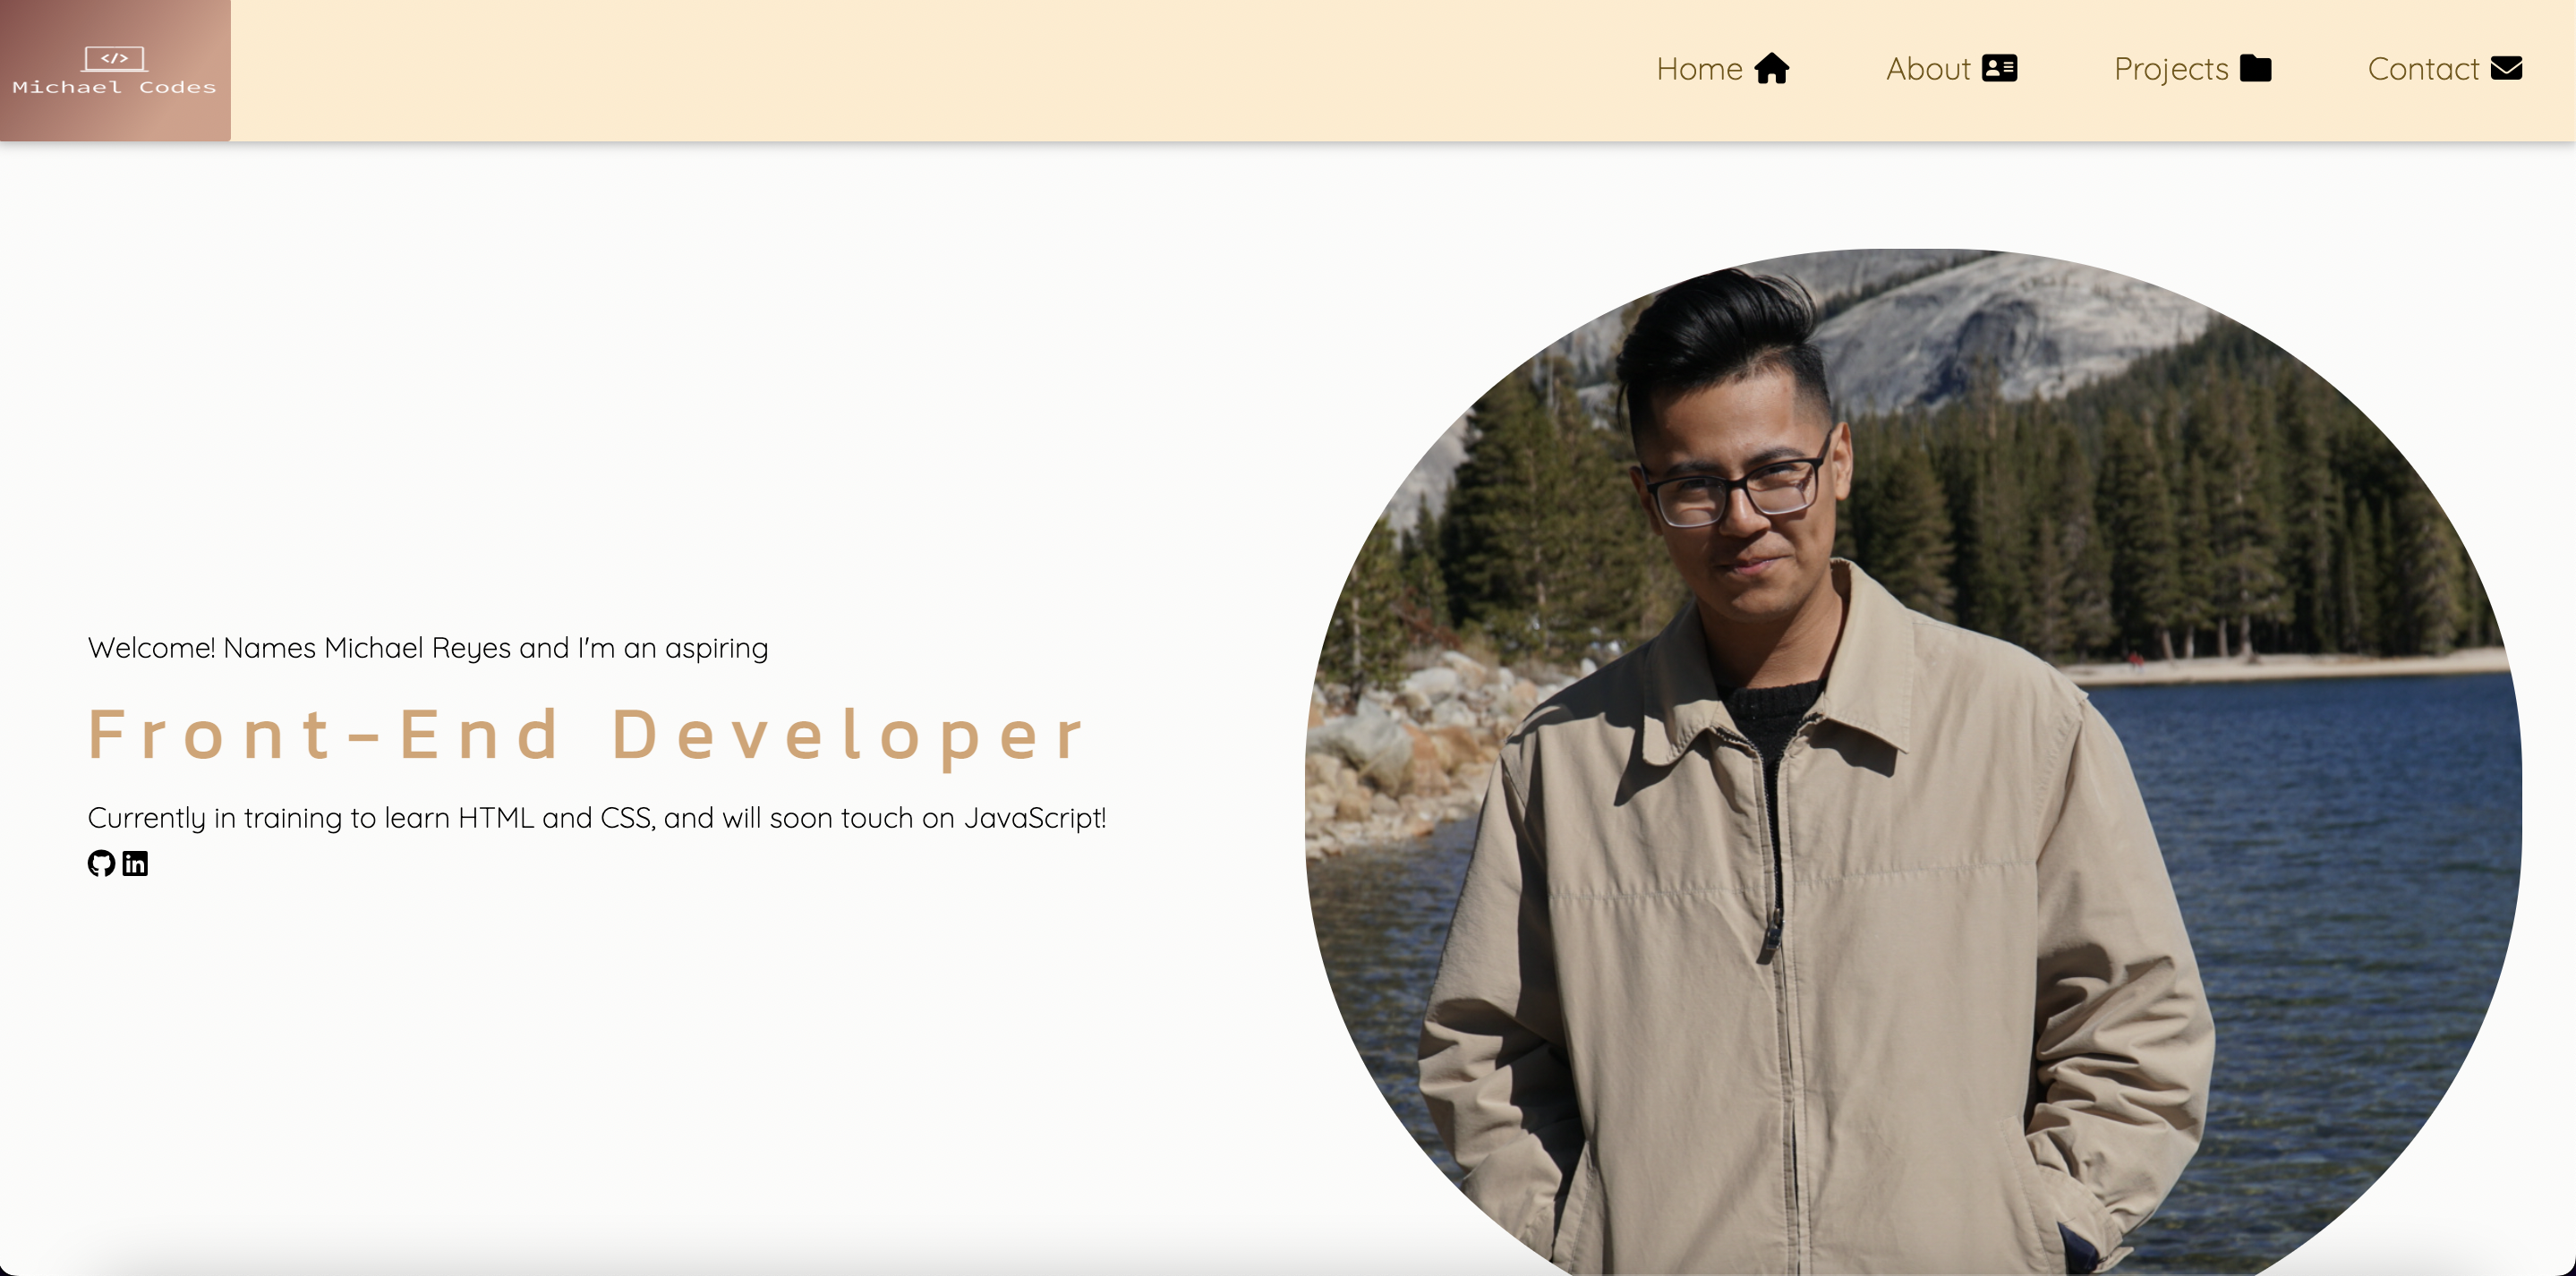 </>
Michael Codes
Home About Projects Contact
Welcome! Names Michael Reyes and I'm an aspiring
Front-End Developer
Currently in training to learn HTML and CSS, and will soon touch on JavaScript!
in